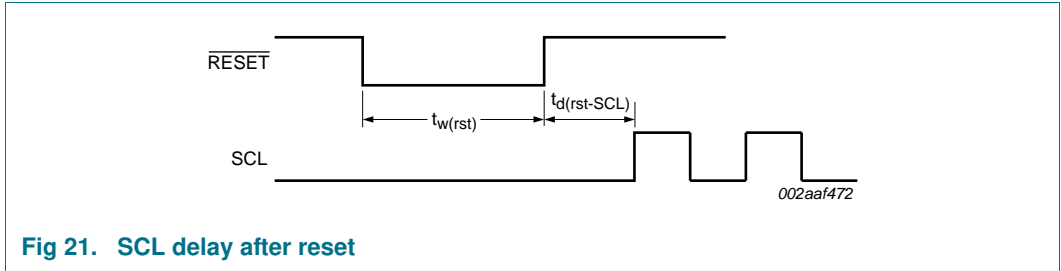 RESET
td(rst-SCL)
tw(rst)
SCL
002aaf472
Fig 21. SCL delay after reset